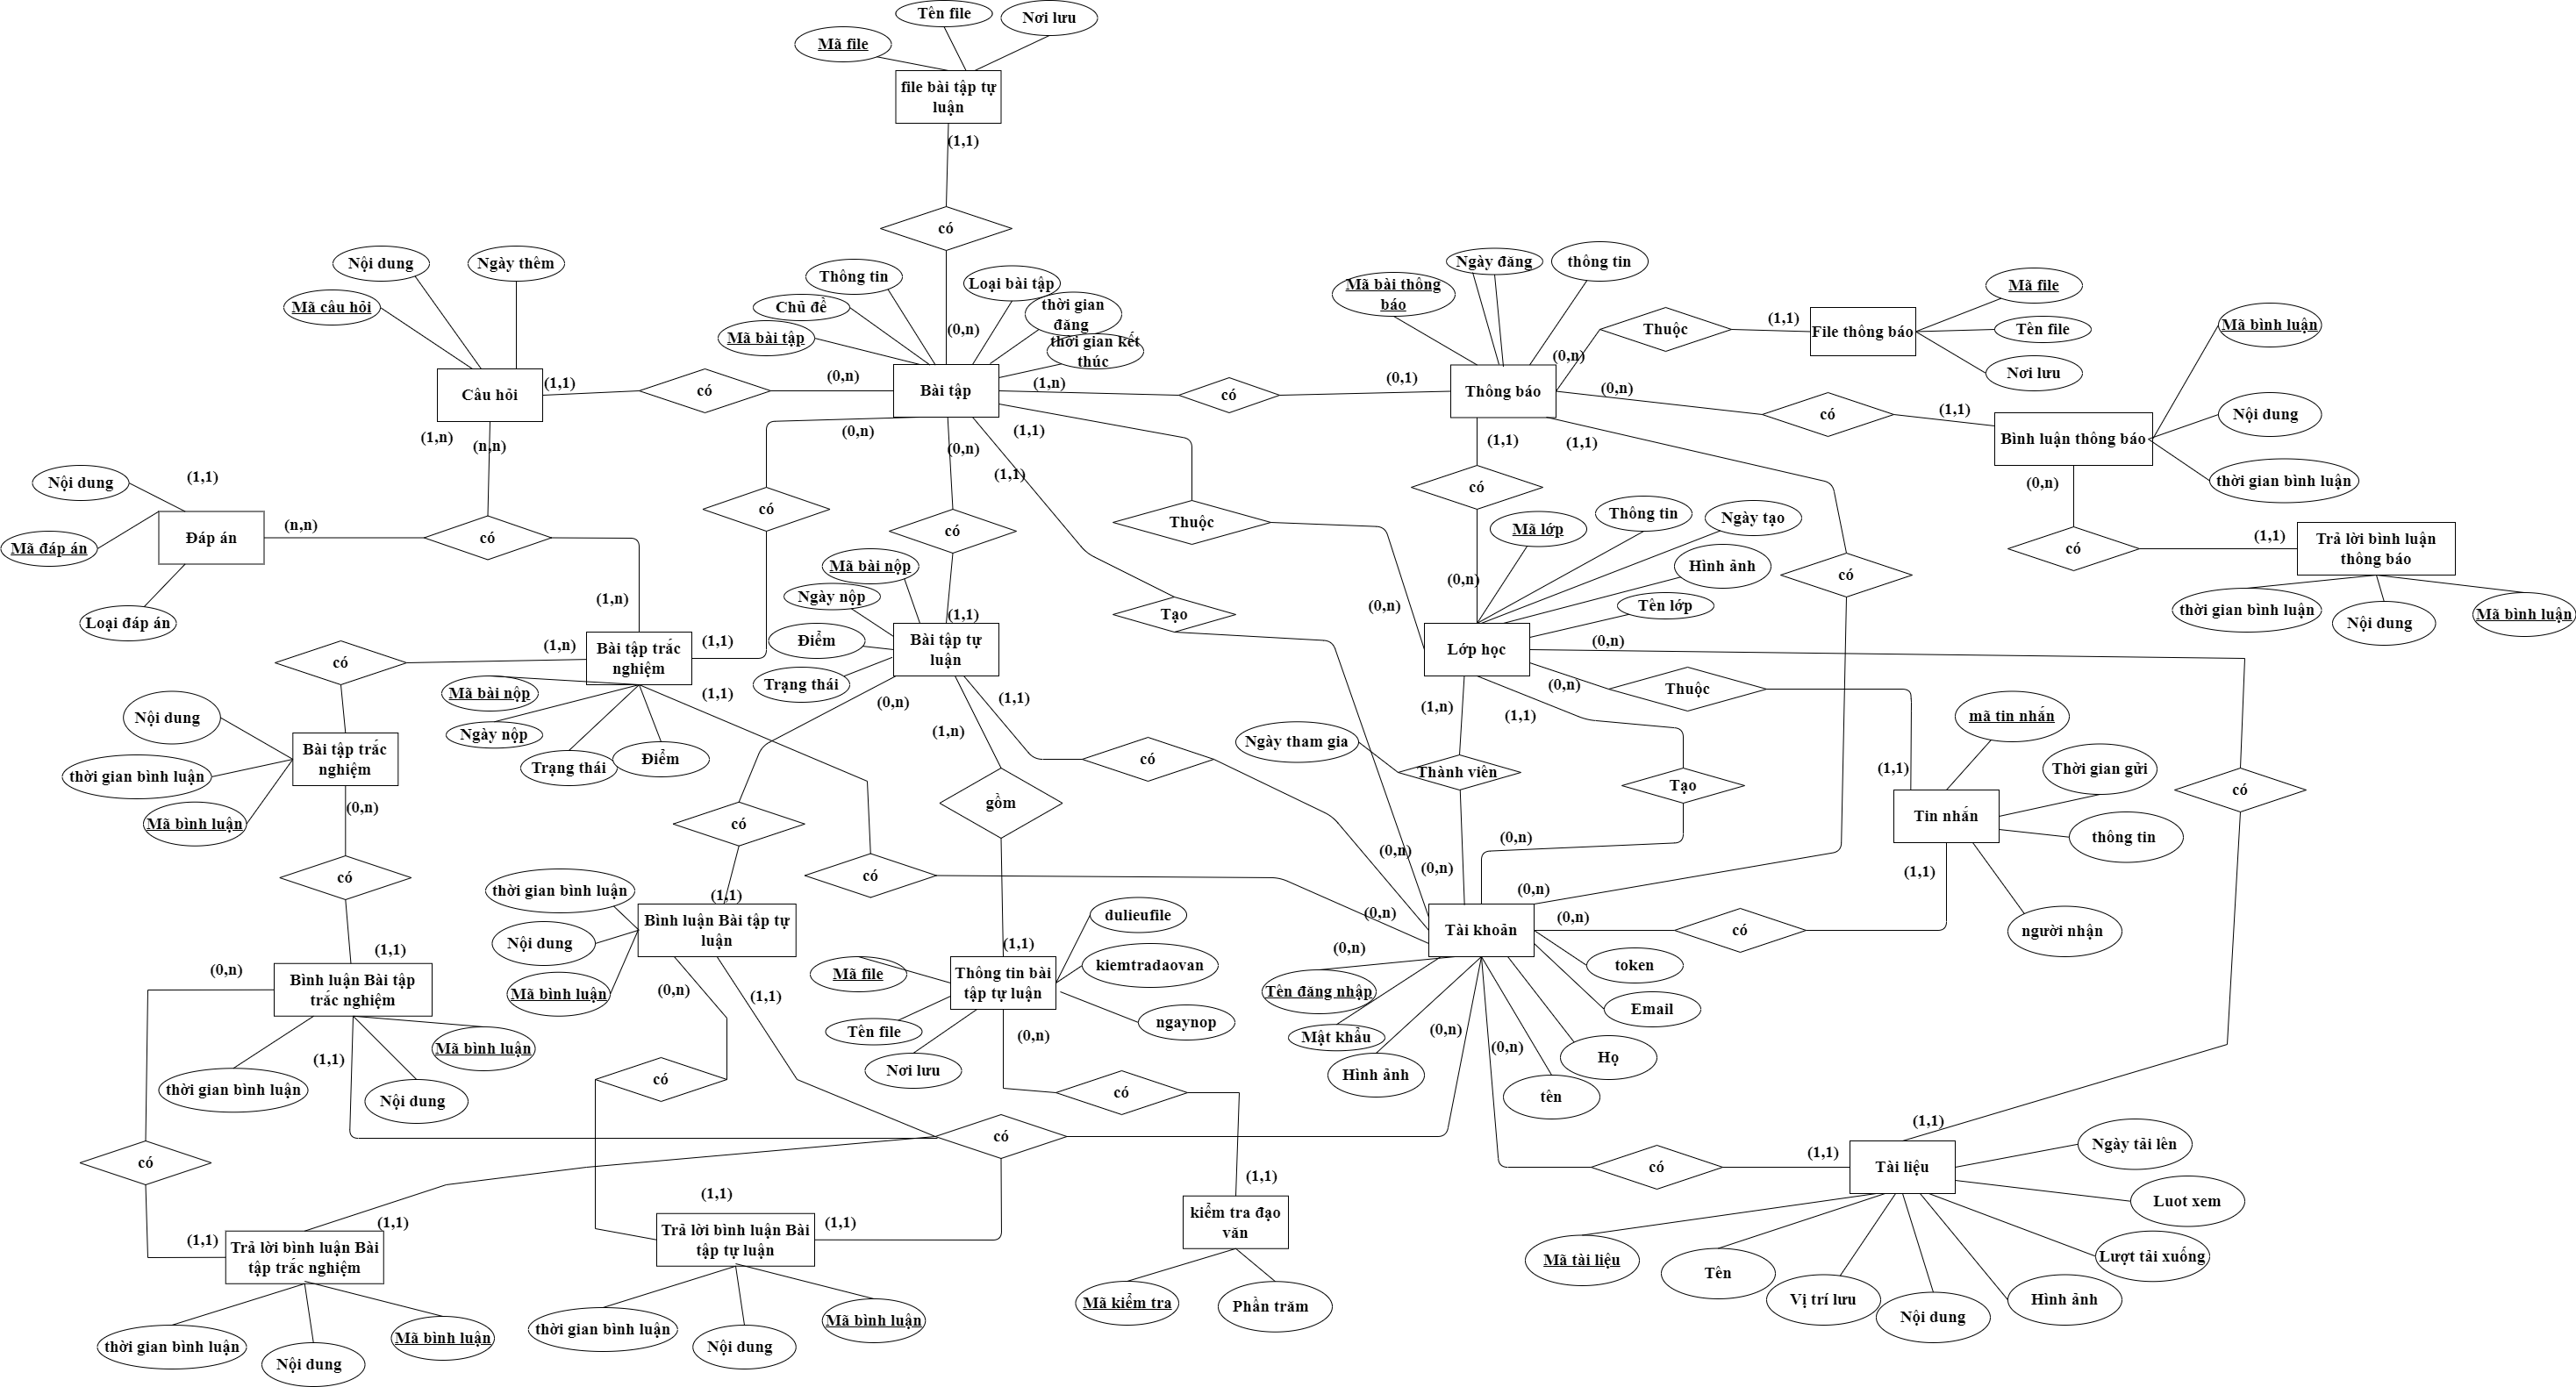 Tên file
Nơi lưu
Mã file
file bài tập tự
luận
(1,1)
có
Nội dung
Ngày thêm
Mã câu hỏi
Thông tin
Loại bài tập
Chủ đề
thời gian
đăng
Mã bài tập
thời gian kết
thúc
(0,n)
Ngày đăng
thông tin
Mã bài thông
báo
Thuộc
(1,1)
File thông báo
Mã file
Tên file
Nơi lưu
Mã bình luận
Nội dung
thời gian bình luận
Câu hỏi
(1,1)
có
(0,n)
Bài tập
(1,n)
có
(0,1)
Thông báo
(0,n)
(0,n)
có
(1,1)
Bình luận thông báo
(1,n)
(n,n)
(0,n)
(0,n)
(1,1)
(1,1)
(1,1)
(1,1)
(0,n)
Nội dung
(1,1)
Đáp án
(n,n)
có
Mã đáp án
Loại đáp án
có
có
Thuộc
có
Mã lớp
Thông tin
Ngày tạo
Hình ảnh
Tên lớp
có
có
(1,1)
Trả lời bình luận
thông báo
thời gian bình luận
Nội dung
Mã bình luận
(1,n)
Mã bài nộp
Ngày nộp
Điểm
Trạng thái
(1,1)
Tạo
(0,n)
(0,n)
có
(1,n)
Bài tập trắc
nghiệm
(1,1)
Bài tập tự
luận
Lớp học
(0,n)
Mã bài nộp
Ngày nộp
Trạng thái
Điểm
(1,1)
(0,n)
(1,n)
(1,1)
(1,n)
(1,1)
(0,n)
Thuộc
Nội dung
thời gian bình luận
Mã bình luận
Bài tập trắc
nghiệm
(0,n)
có
có
gồm
có
Ngày tham gia
Thành viên
Tạo
mã tin nhắn
Thời gian gửi
thông tin
người nhận
(1,1)
Tin nhắn
(1,1)
có
có
có
(0,n)
(0,n)
(0,n)
(0,n)
(0,n)
thời gian bình luận
Nội dung
Mã bình luận
(1,1)
Bình luận Bài tập tự
luận
dulieufile
kiemtradaovan
ngaynop
Mã file
Tên file
Nơi lưu
(1,1)
Thông tin bài
tập tự luận
Tài khoản
(0,n)
có
(0,n)
Tên đăng nhập
Mật khẩu
Hình ảnh
tên
Họ
Email
token
(0,n)
(0,n)
(1,1)
(0,n)
Bình luận Bài tập
trắc nghiệm
(1,1)
thời gian bình luận
Nội dung
Mã bình luận
(0,n)
(1,1)
(0,n)
có
có
có
có
có
(1,1)
(1,1)
Tài liệu
Ngày tải lên
Luot xem
Lượt tải xuống
Hình ảnh
Nội dung
Vị trí lưu
Tên
Mã tài liệu
(1,1)
(1,1)
Trả lời bình luận Bài
tập trắc nghiệm
thời gian bình luận
Nội dung
Mã bình luận
(1,1)
(1,1)
Trả lời bình luận Bài
tập tự luận
thời gian bình luận
Nội dung
Mã bình luận
(1,1)
kiểm tra đạo
văn
Mã kiểm tra
Phần trăm